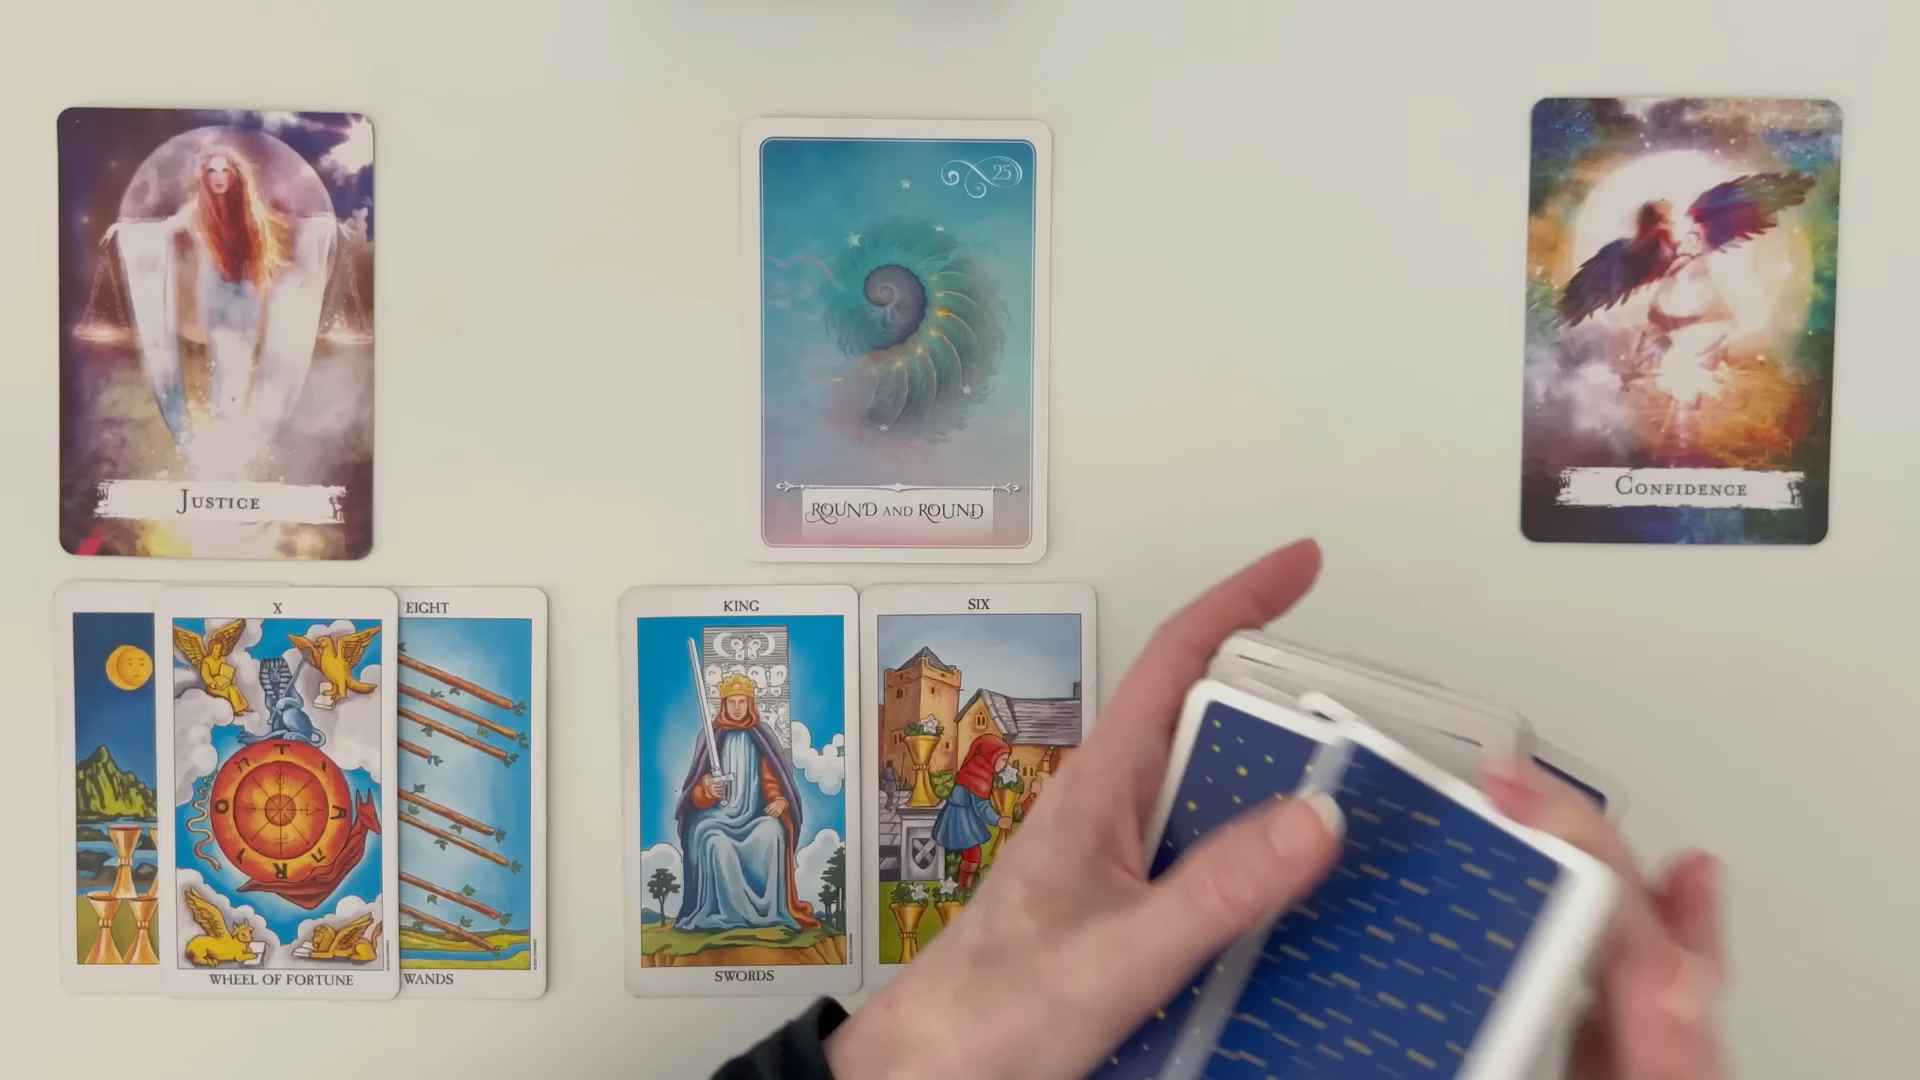 JUSTICE
25
ROUND AND ROUND
CONFIDENCE
X
WHEEL OF FORTUNE
EIGHT
WANDS
KING
SWORDS
SIX